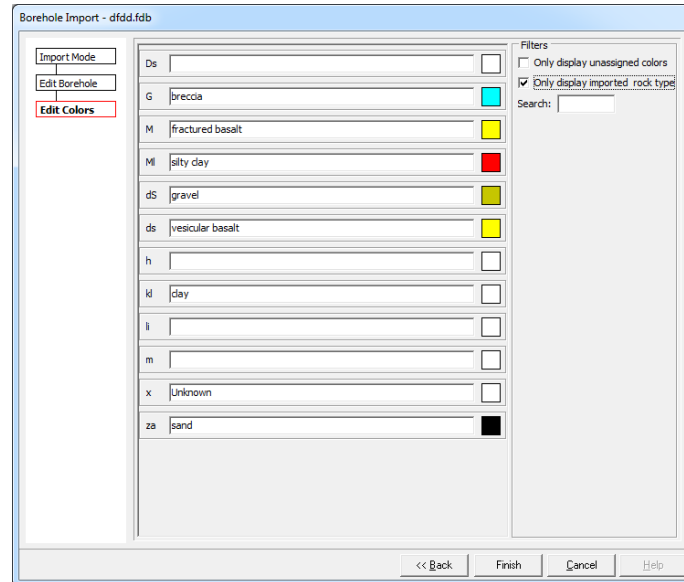 Borehole Import - dfdd.fdb
Import Mode
Edit Borehole
Edit Colors
Ds
G breccia
M fractured basalt
Ml silty clay
dS gravel
ds vesicular basalt
h
kl clay
li
m
x Unknown
za sand
Filters
Only display unassigned colors
Only display imported rock type
Search:
<< Back Finish Cancel Help